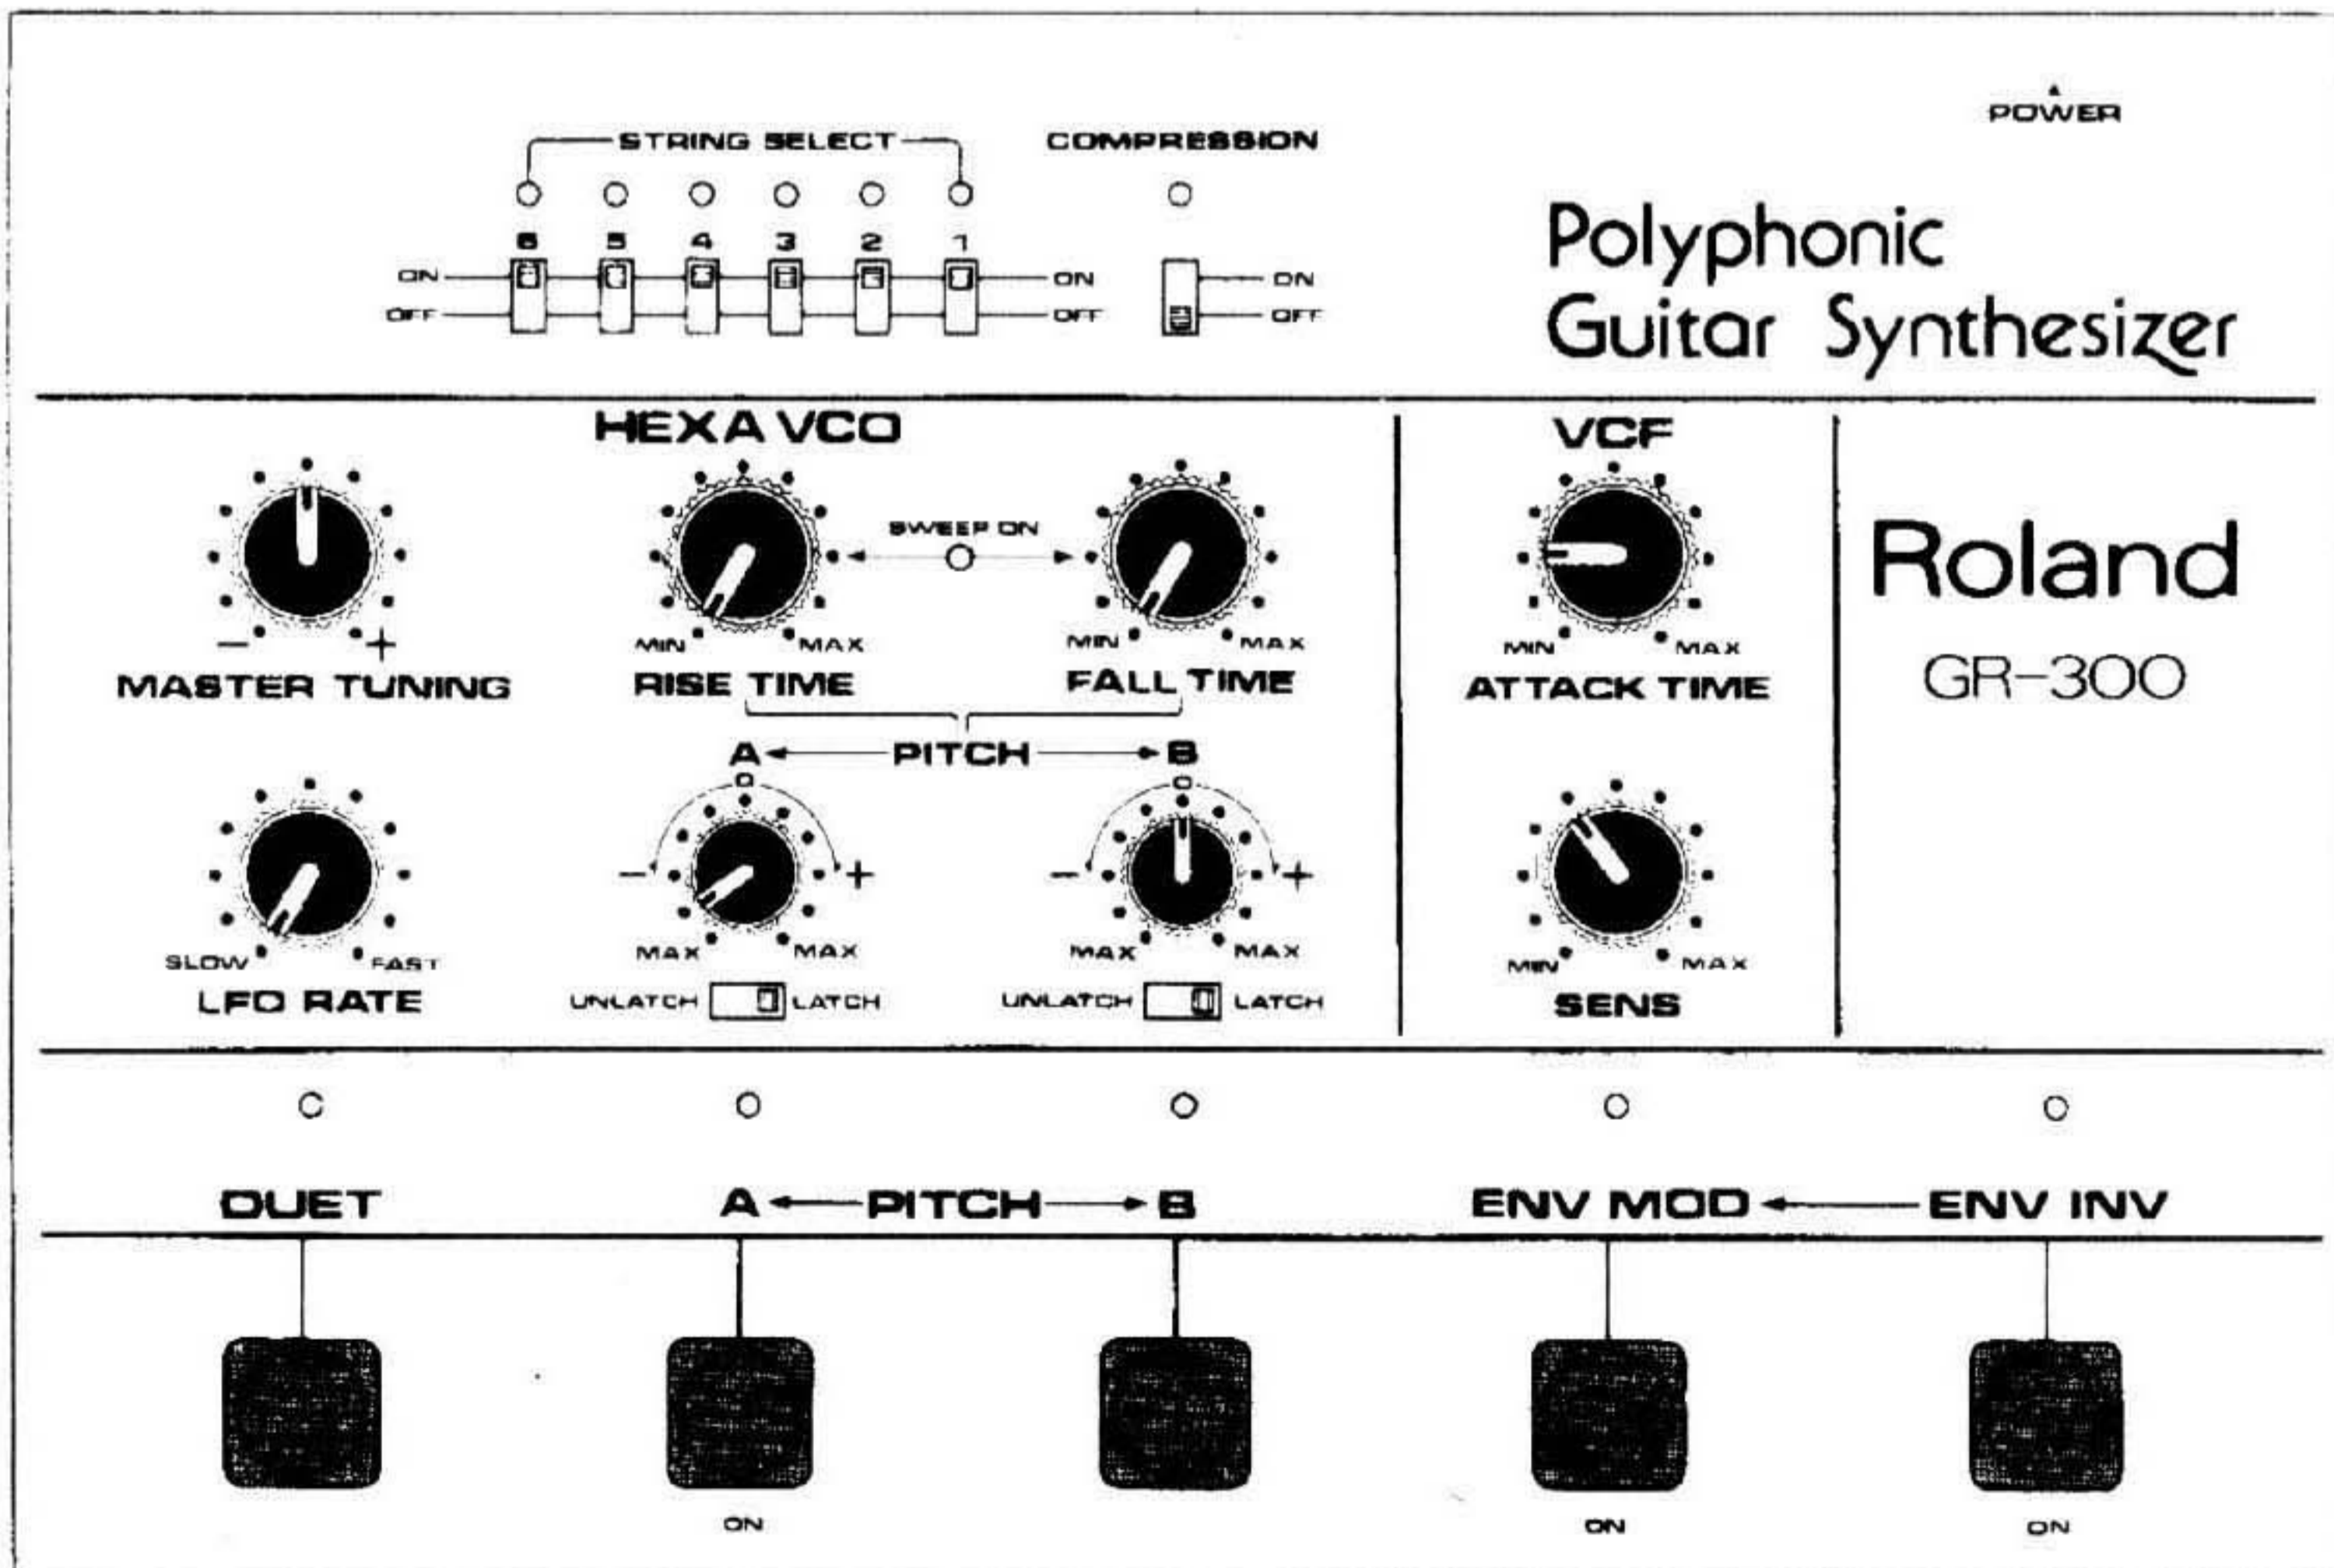 POWER
STRING SELECT COMPRESSION
6 5 4 3 2 1
ON ON ON
OFF OFF OFF
Polyphonic
Guitar Synthesizer
HEXA VCO
VCF
SWEEP ON
- +
MIN MAX
MIN MAX
MIN MAX
MASTER TUNING
RISE TIME
FALL TIME
ATTACK TIME
Roland
GR-300
A PITCH B
0 0
- +
- +
SLOW FAST
MAX MAX
MAX MAX
MIN MAX
LFO RATE
UNLATCH LATCH
UNLATCH LATCH
SENS
DUET A PITCH B ENV MOD ENV INV
ON ON ON